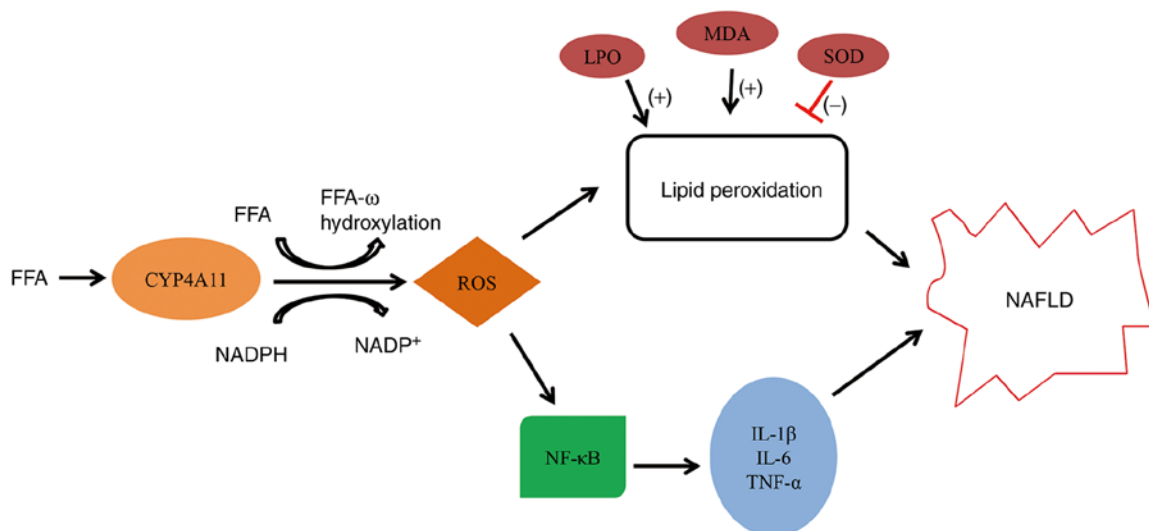 LPO
MDA
SOD
(+)
(+)
(−)
Lipid peroxidation
FFA
FFA-ω
hydroxylation
FFA
CYP4A11
ROS
NAFLD
NADPH
NADP⁺
NF-κB
IL-1β
IL-6
TNF-α